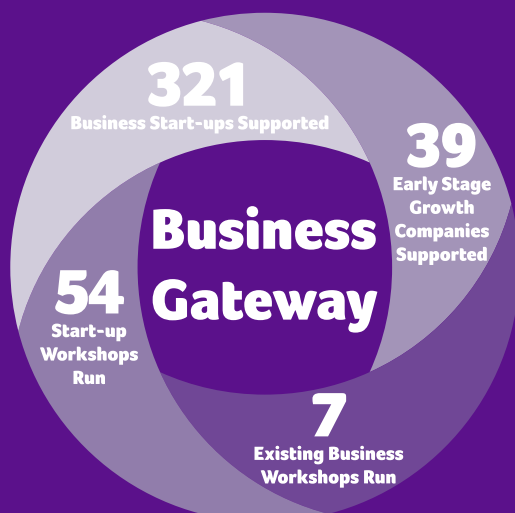 321
Business Start-ups Supported
39
Early Stage
Growth
Companies
Supported
Business
Gateway
54
Start-up
Workshops
Run
7
Existing Business
Workshops Run